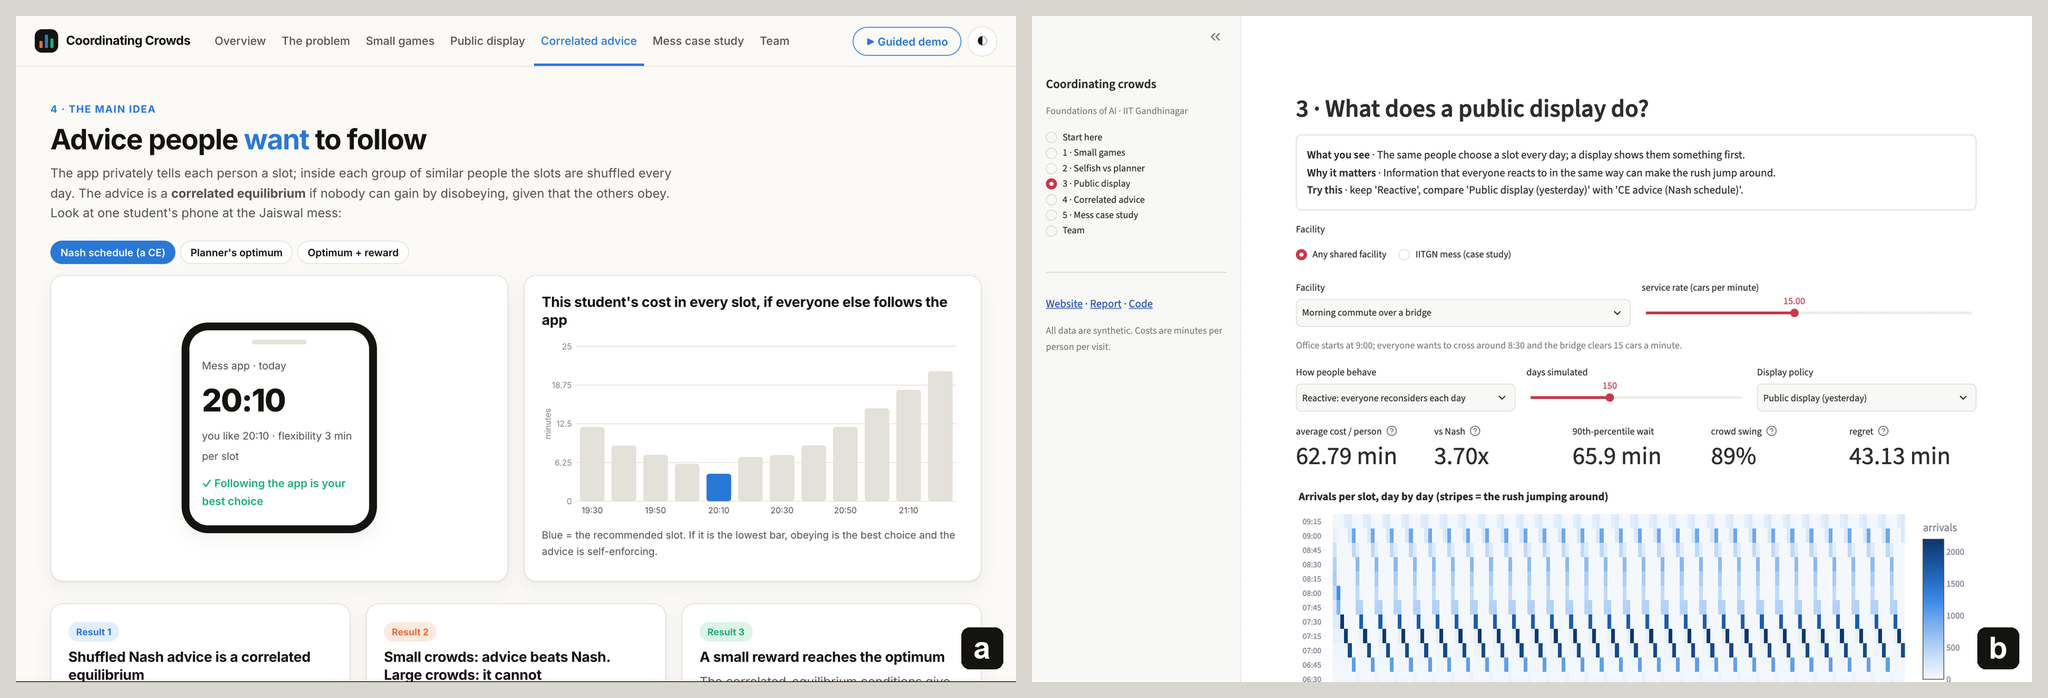 Coordinating Crowds
Overview The problem Small games Public display Correlated advice Mess case study Team
▶ Guided demo
4 · THE MAIN IDEA
Advice people want to follow
The app privately tells each person a slot; inside each group of similar people the slots are shuffled every
day. The advice is a correlated equilibrium if nobody can gain by disobeying, given that the others obey.
Look at one student's phone at the Jaiswal mess:
Nash schedule (a CE) Planner's optimum Optimum + reward
Mess app · today
20:10
you like 20:10 · flexibility 3 min
per slot
✓ Following the app is your
best choice
This student's cost in every slot, if everyone else follows the
app
25
18.75
12.5
6.25
0
minutes
19:30 19:50 20:10 20:30 20:50 21:10
Blue = the recommended slot. If it is the lowest bar, obeying is the best choice and the
advice is self-enforcing.
Result 1
Shuffled Nash advice is a correlated
equilibrium
Result 2
Small crowds: advice beats Nash.
Large crowds: it cannot
Result 3
A small reward reaches the optimum
The correlated-equilibrium conditions give
a
Coordinating crowds
Foundations of AI · IIT Gandhinagar
Start here
1 · Small games
2 · Selfish vs planner
3 · Public display
4 · Correlated advice
5 · Mess case study
Team
Website · Report · Code
All data are synthetic. Costs are minutes per
person per visit.
3 · What does a public display do?
What you see · The same people choose a slot every day; a display shows them something first.
Why it matters · Information that everyone reacts to in the same way can make the rush jump around.
Try this · keep 'Reactive', compare 'Public display (yesterday)' with 'CE advice (Nash schedule)'.
Facility
Any shared facility IITGN mess (case study)
Facility
Morning commute over a bridge
service rate (cars per minute)
15.00
Office starts at 9:00; everyone wants to cross around 8:30 and the bridge clears 15 cars a minute.
How people behave
Reactive: everyone reconsiders each day
days simulated
150
Display policy
Public display (yesterday)
average cost / person vs Nash 90th-percentile wait crowd swing regret
62.79 min 3.70x 65.9 min 89% 43.13 min
Arrivals per slot, day by day (stripes = the rush jumping around)
09:15
09:00
08:45
08:30
08:15
08:00
07:45
07:30
07:15
07:00
06:45
06:30
arrivals
2000
1500
1000
500
0
b